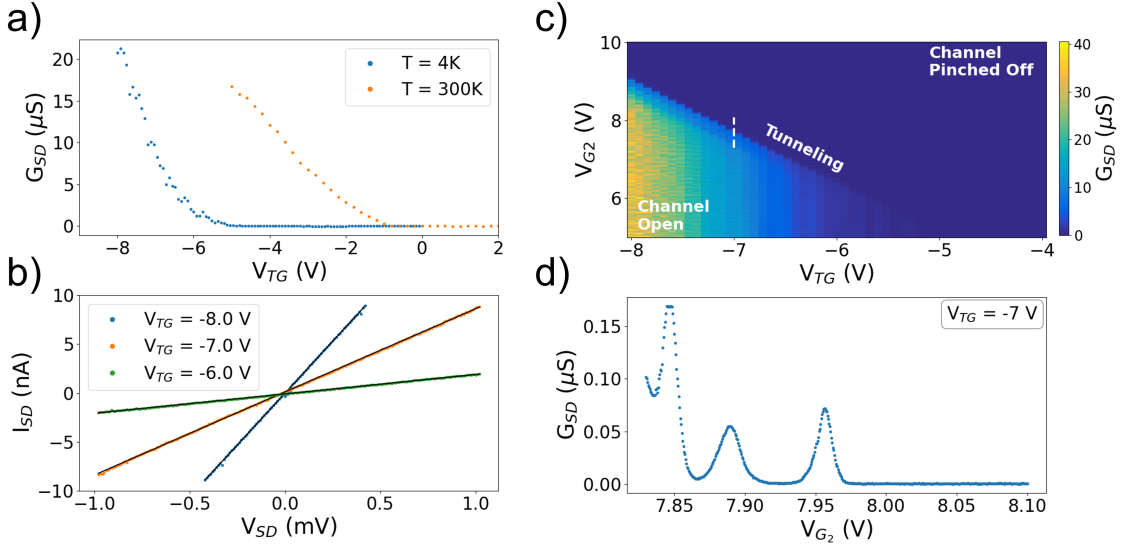 a)
20
15
10
5
0
G_SD (μS)
T = 4K
T = 300K
−8
−6
−4
−2
0
2
V_TG (V)
b)
10
5
0
−5
−10
I_SD (nA)
V_TG = -8.0 V
V_TG = -7.0 V
V_TG = -6.0 V
−1.0
−0.5
0.0
0.5
1.0
V_SD (mV)
c)
10
8
6
V_G2 (V)
Channel
Pinched Off
Tunneling
Channel
Open
−8
−7
−6
−5
−4
V_TG (V)
40
30
20
10
0
G_SD (μS)
d)
0.15
0.10
0.05
0.00
G_SD (μS)
V_TG = -7 V
7.85
7.90
7.95
8.00
8.05
8.10
V_G₂ (V)